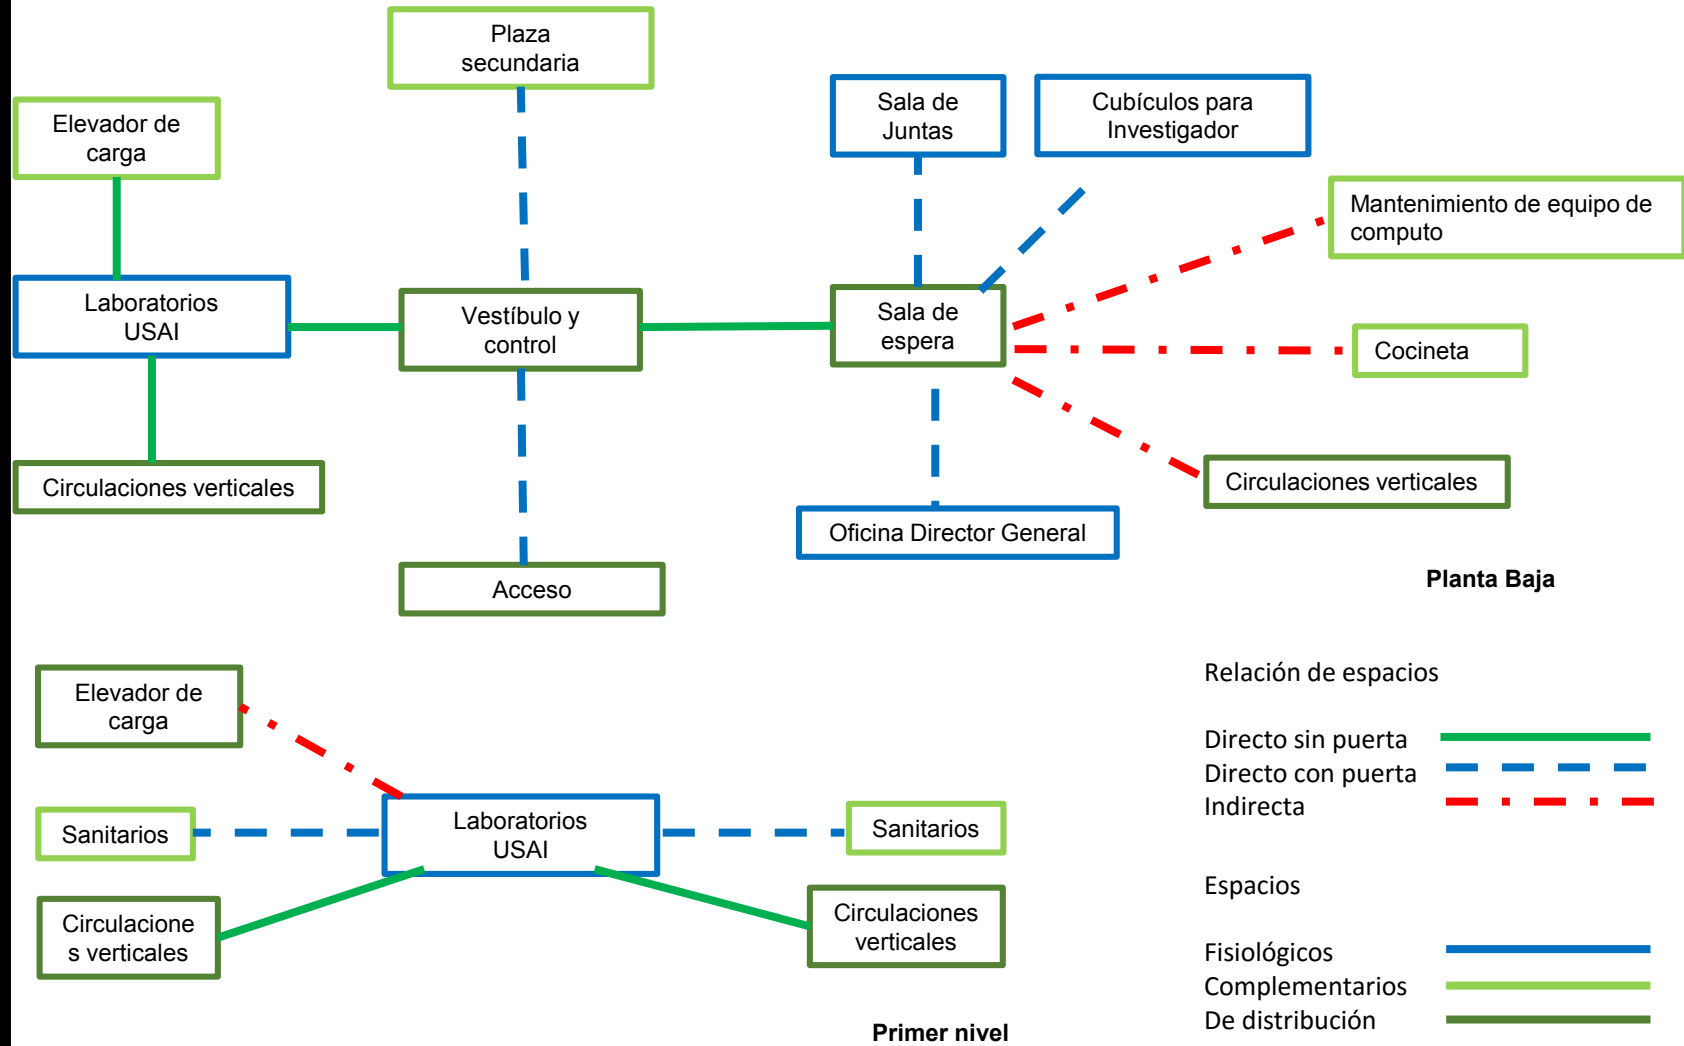 Plaza
secundaria
Elevador de
carga
Sala de
Juntas
Cubículos para
Investigador
Mantenimiento de equipo de
computo
Laboratorios
USAI
Vestíbulo y
control
Sala de
espera
Cocineta
Circulaciones verticales
Circulaciones verticales
Oficina Director General
Acceso
Planta Baja
Elevador de
carga
Sanitarios
Laboratorios
USAI
Sanitarios
Circulacione
s verticales
Circulaciones
verticales
Primer nivel
Relación de espacios
Directo sin puerta
Directo con puerta
Indirecta
Espacios
Fisiológicos
Complementarios
De distribución